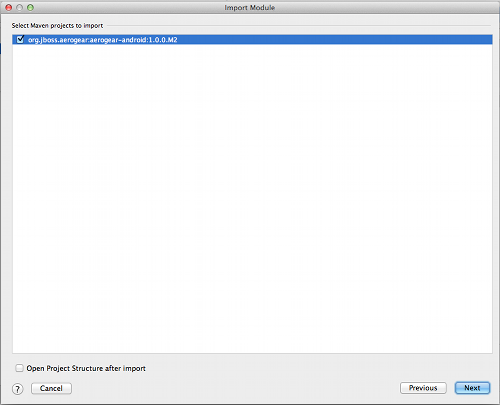 Import Module
Select Maven projects to import
org.jboss.aerogear:aerogear-android:1.0.0.M2
Open Project Structure after import
? Cancel Previous Next